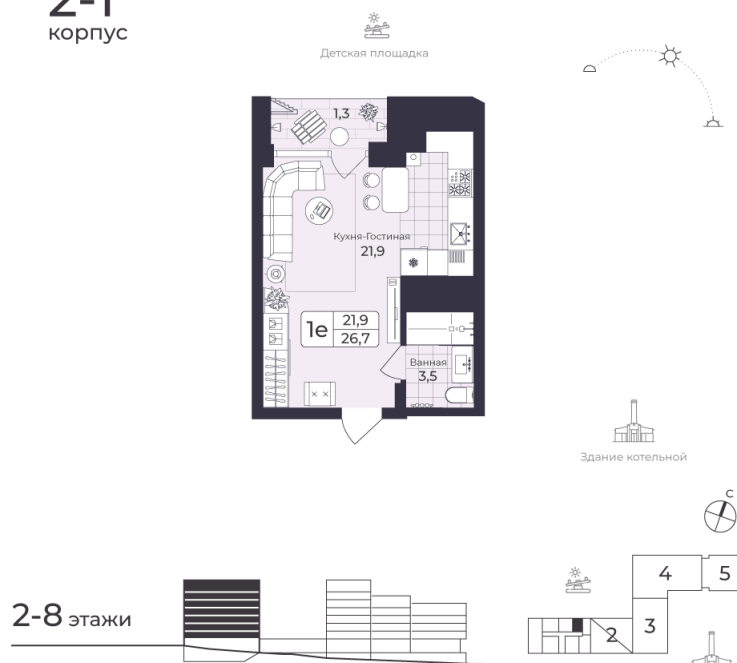 2-1
корпус
Детская площадка
1,3
Кухня-Гостиная
21,9
1е
21,9
26,7
Ванная
3,5
Здание котельной
С
4
5
3
2
2-8 этажи